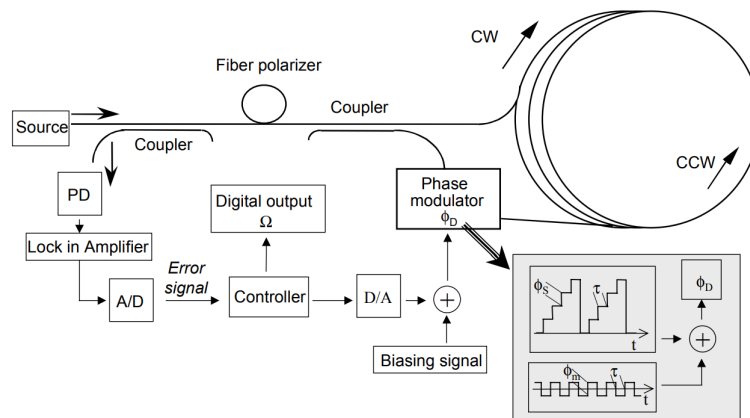 CW
Fiber polarizer
Coupler
Source
Coupler
CCW
PD
Digital output
Ω
Phase
modulator
ϕD
Lock in Amplifier
Error
signal
A/D
Controller
D/A
+
Biasing signal
ϕS
τ
t
ϕD
+
ϕm
τ
t